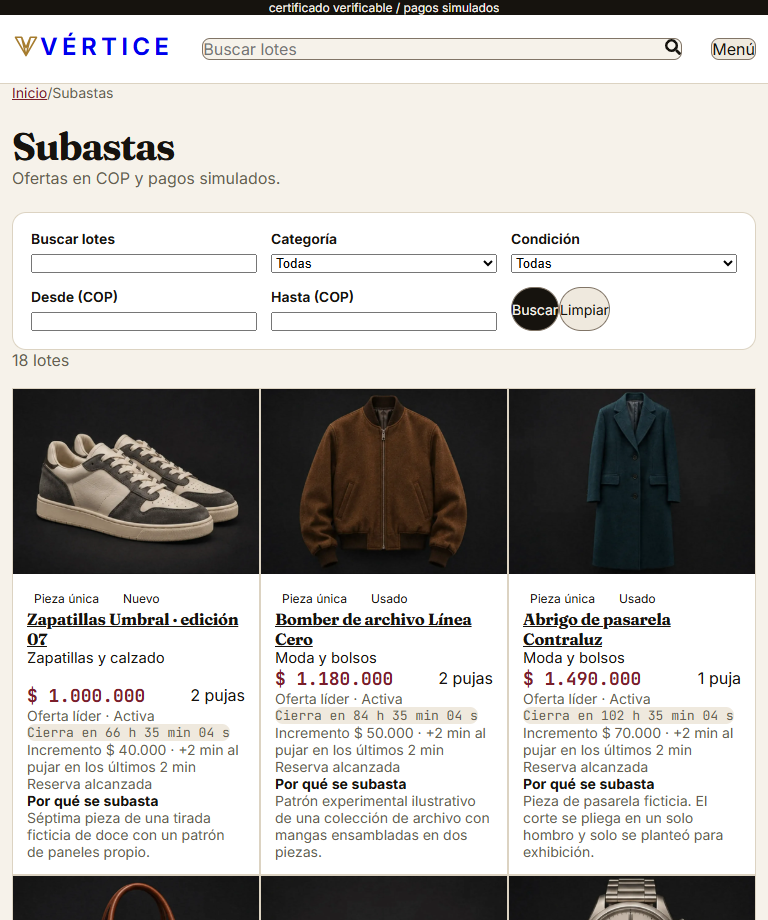 certificado verificable / pagos simulados
VÉRTICE
Buscar lotes
Menú
Inicio/Subastas
Subastas
Ofertas en COP y pagos simulados.
Buscar lotes
Categoría
Condición
Todas
Todas
Desde (COP)
Hasta (COP)
Buscar
Limpiar
18 lotes
Pieza única
Nuevo
Zapatillas Umbral · edición
07
Zapatillas y calzado
$ 1.000.000
2 pujas
Oferta líder · Activa
Cierra en 66 h 35 min 04 s
Incremento $ 40.000 · +2 min al
pujar en los últimos 2 min
Reserva alcanzada
Por qué se subasta
Séptima pieza de una tirada
ficticia de doce con un patrón
de paneles propio.
Pieza única
Usado
Bomber de archivo Línea
Cero
Moda y bolsos
$ 1.180.000
2 pujas
Oferta líder · Activa
Cierra en 84 h 35 min 04 s
Incremento $ 50.000 · +2 min al
pujar en los últimos 2 min
Reserva alcanzada
Por qué se subasta
Patrón experimental ilustrativo
de una colección de archivo con
mangas ensambladas en dos
piezas.
Pieza única
Usado
Abrigo de pasarela
Contraluz
Moda y bolsos
$ 1.490.000
1 puja
Oferta líder · Activa
Cierra en 102 h 35 min 04 s
Incremento $ 70.000 · +2 min al
pujar en los últimos 2 min
Reserva alcanzada
Por qué se subasta
Pieza de pasarela ficticia. El
corte se pliega en un solo
hombro y solo se planteó para
exhibición.